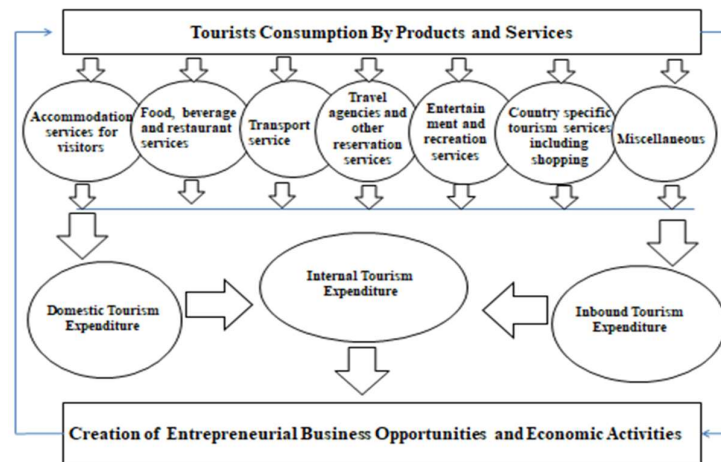 Tourists Consumption By Products and Services
Accommodation
services for
visitors
Food, beverage
and restaurant
services
Transport
service
Travel
agencies and
other
reservation
services
Entertain
ment and
recreation
services
Country specific
tourism services
including
shopping
Miscellaneous
Domestic Tourism
Expenditure
Internal Tourism
Expenditure
Inbound Tourism
Expenditure
Creation of Entrepreneurial Business Opportunities and Economic Activities